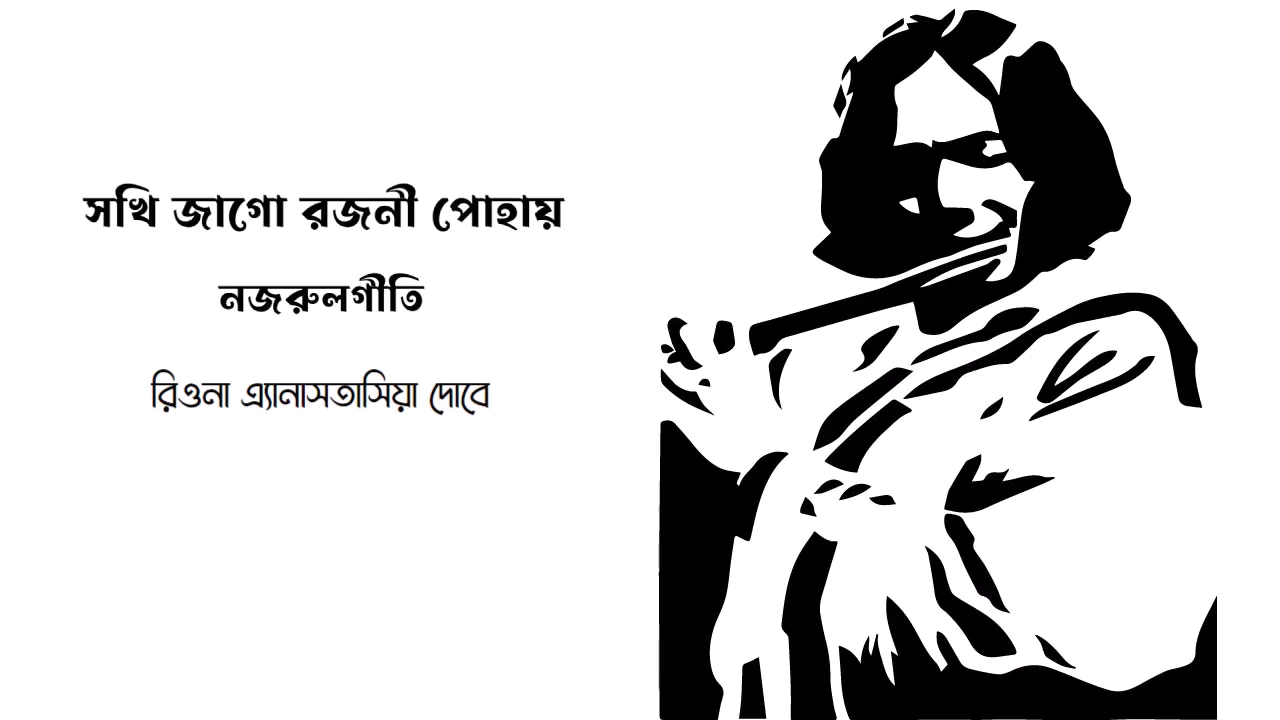 সখি জাগো রজনী পোহায়
নজরুলগীতি
রিওনা এ্যানাসতাসিয়া দোবে